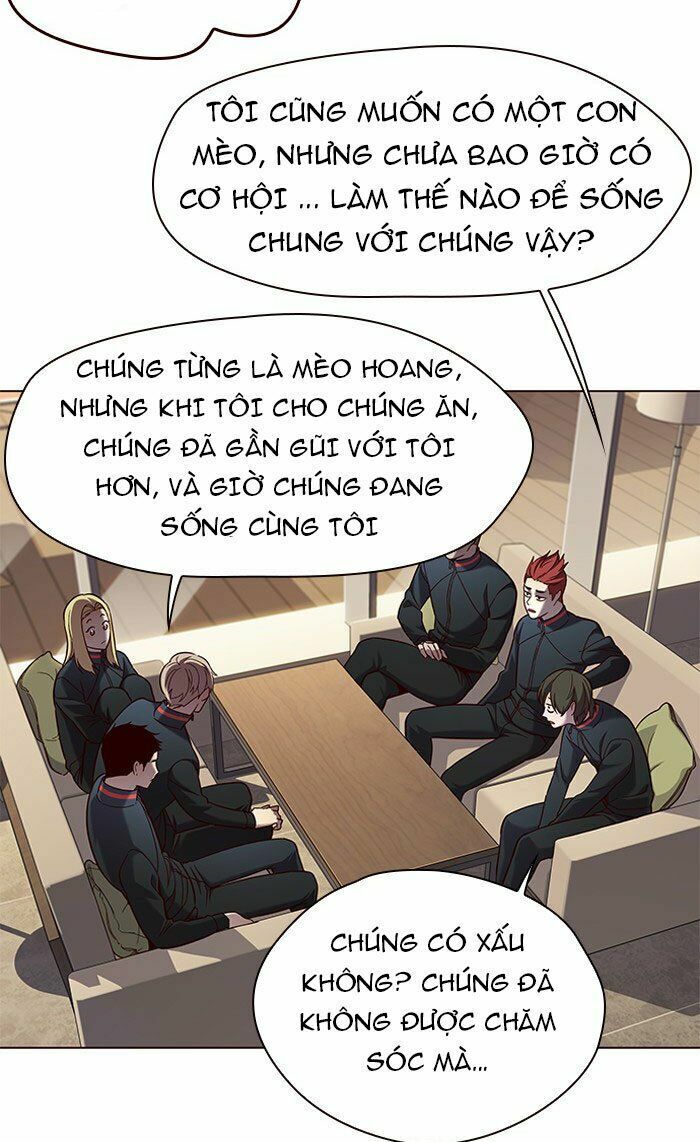 TÔI CŨNG MUỐN CÓ MỘT CON
MÈO, NHƯNG CHƯA BAO GIỜ CÓ
CƠ HỘI ... LÀM THẾ NÀO ĐỂ SỐNG
CHUNG VỚI CHÚNG VẬY?
CHÚNG TỪNG LÀ MÈO HOANG,
NHƯNG KHI TÔI CHO CHÚNG ĂN,
CHÚNG ĐÃ GẦN GŨI VỚI TÔI
HƠN, VÀ GIỜ CHÚNG ĐANG
SỐNG CÙNG TÔI
CHÚNG CÓ XẤU
KHÔNG? CHÚNG ĐÃ
KHÔNG ĐƯỢC CHĂM
SÓC MÀ...